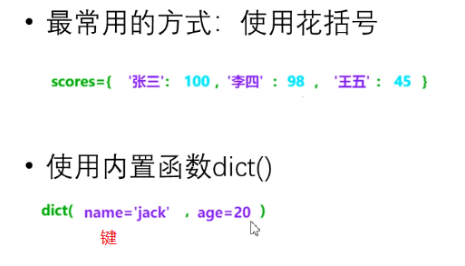 • 最常用的方式：使用花括号
scores={ '张三': 100 , '李四' : 98 , '王五' : 45 }
• 使用内置函数dict()
dict( name='jack' , age=20 )
键